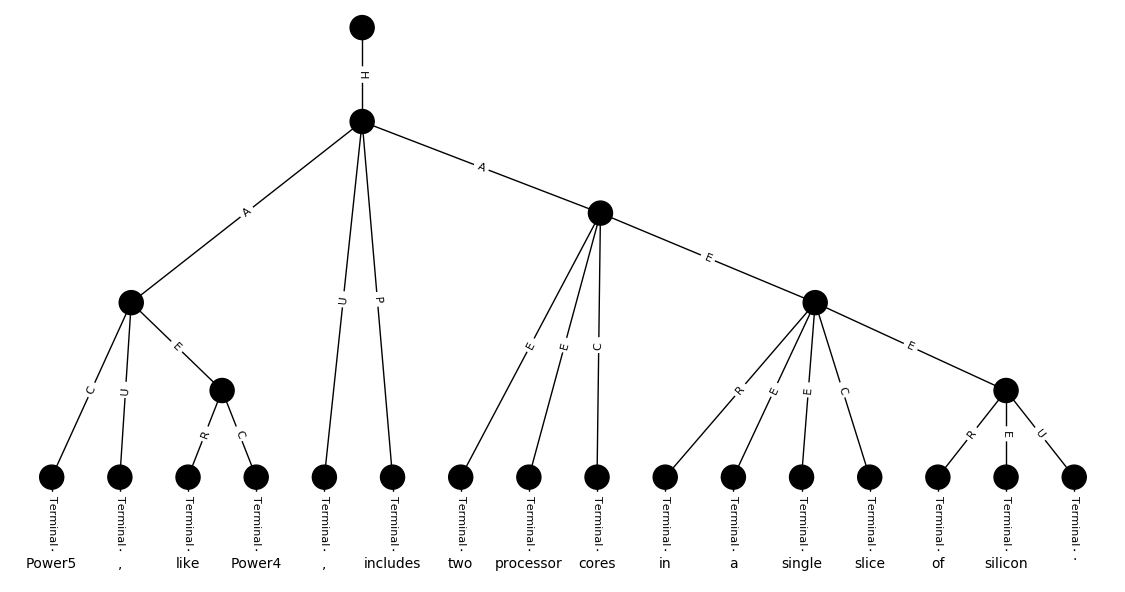 H
A
A
U
P
E
C
U
E
E
E
C
E
R
C
R
E
E
C
R
E
U
Terminal Terminal Terminal Terminal Terminal Terminal Terminal Terminal Terminal Terminal Terminal Terminal Terminal Terminal Terminal Terminal
Power5 , like Power4 , includes two processor cores in a single slice of silicon .